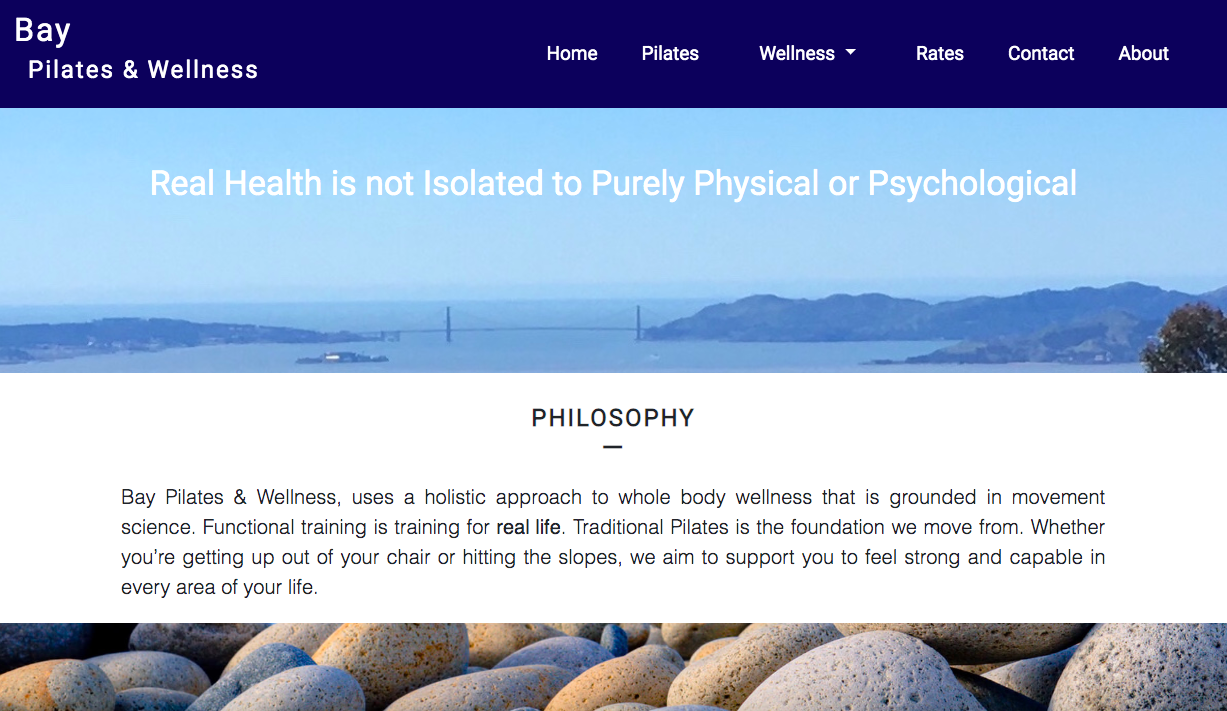 Bay
Pilates & Wellness
Home Pilates Wellness Rates Contact About
Real Health is not Isolated to Purely Physical or Psychological
PHILOSOPHY
Bay Pilates & Wellness, uses a holistic approach to whole body wellness that is grounded in movement
science. Functional training is training for real life. Traditional Pilates is the foundation we move from. Whether
you're getting up out of your chair or hitting the slopes, we aim to support you to feel strong and capable in
every area of your life.